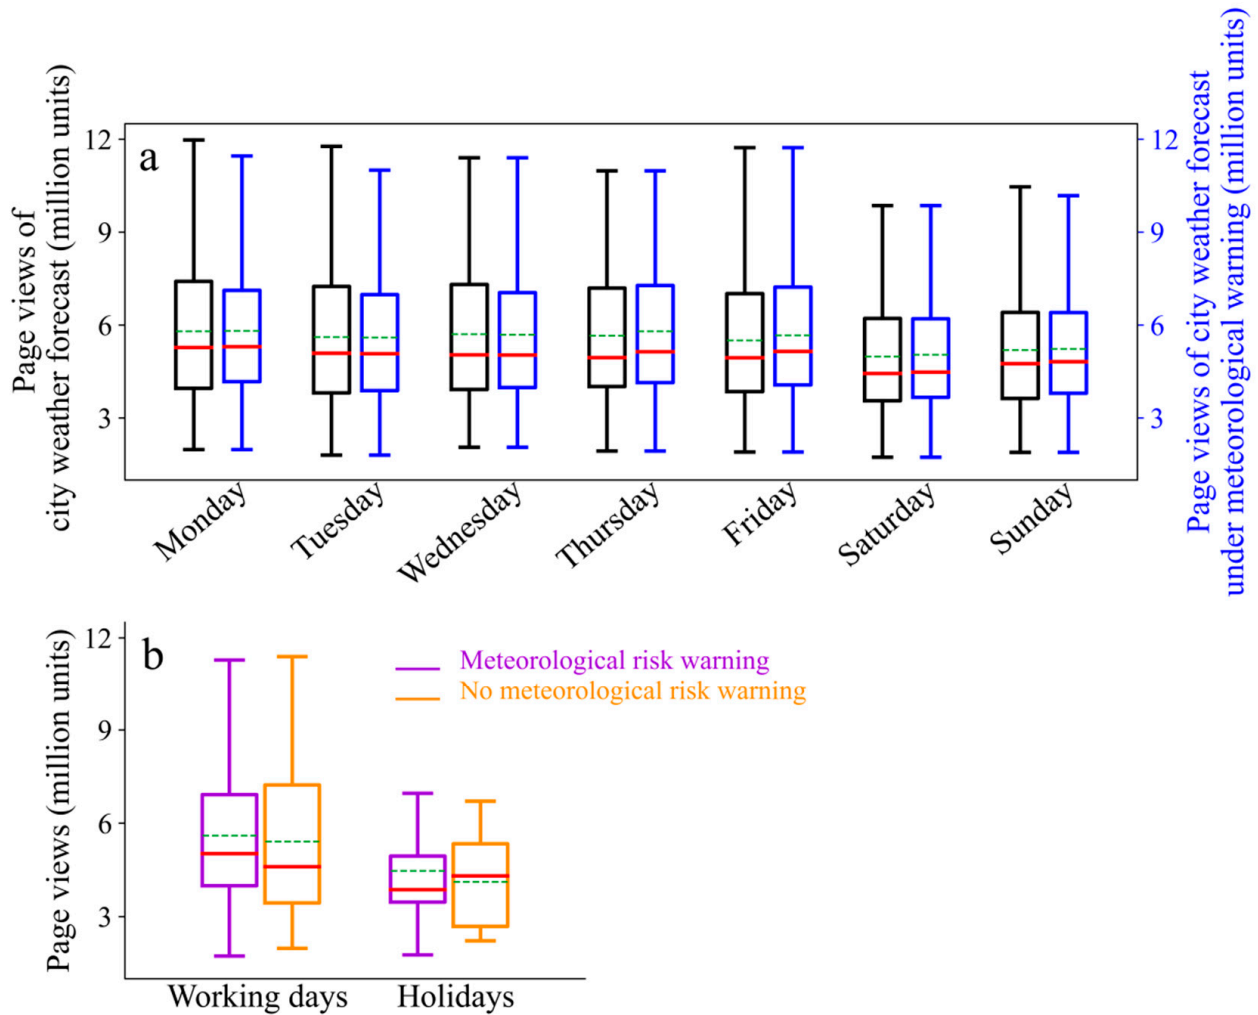 Page views of
city weather forecast (million units)
12
9
6
3
a
12
9
6
3
Page views of city weather forecast
under meteorological warning (million units)
Monday
Tuesday
Wednesday
Thursday
Friday
Saturday
Sunday
Page views (million units)
12
9
6
3
b
Meteorological risk warning
No meteorological risk warning
Working days
Holidays